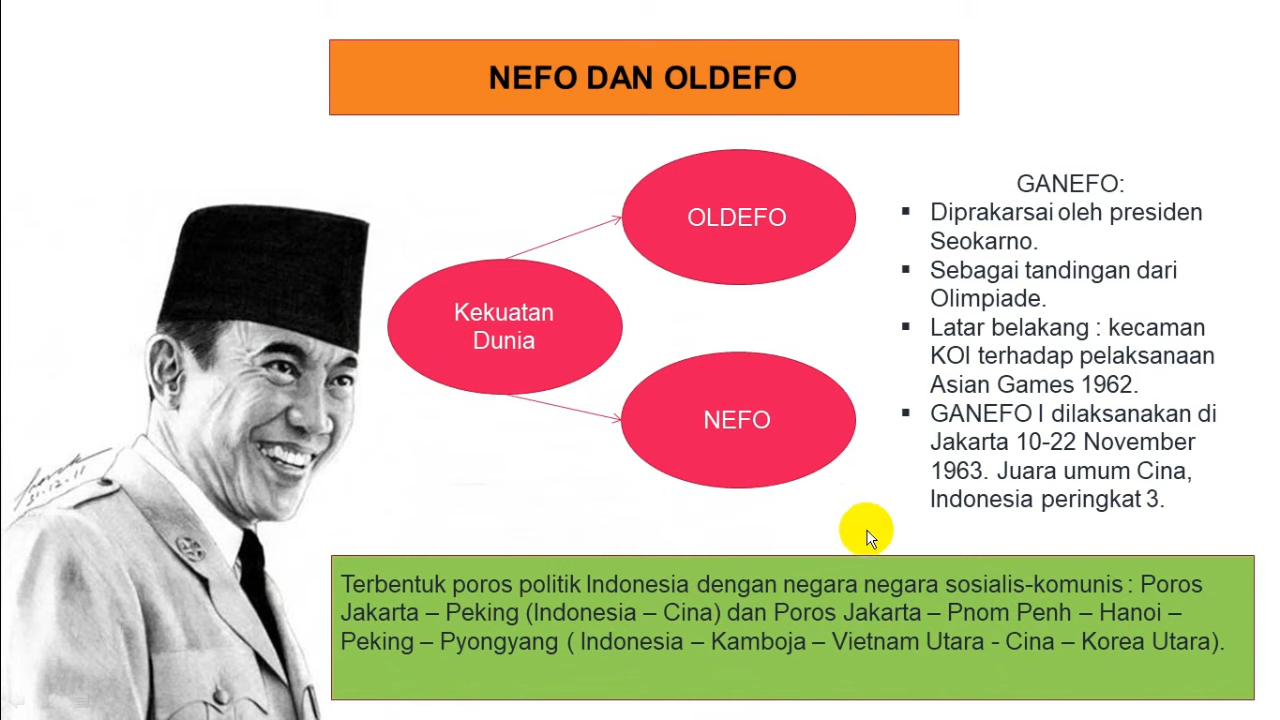 NEFO DAN OLDEFO
Kekuatan
Dunia
OLDEFO
NEFO
GANEFO:
▪ Diprakarsai oleh presiden
Seokarno.
▪ Sebagai tandingan dari
Olimpiade.
▪ Latar belakang : kecaman
KOI terhadap pelaksanaan
Asian Games 1962.
▪ GANEFO I dilaksanakan di
Jakarta 10-22 November
1963. Juara umum Cina,
Indonesia peringkat 3.
31.12.11
Terbentuk poros politik Indonesia dengan negara negara sosialis-komunis : Poros
Jakarta – Peking (Indonesia – Cina) dan Poros Jakarta – Pnom Penh – Hanoi –
Peking – Pyongyang ( Indonesia – Kamboja – Vietnam Utara - Cina – Korea Utara).